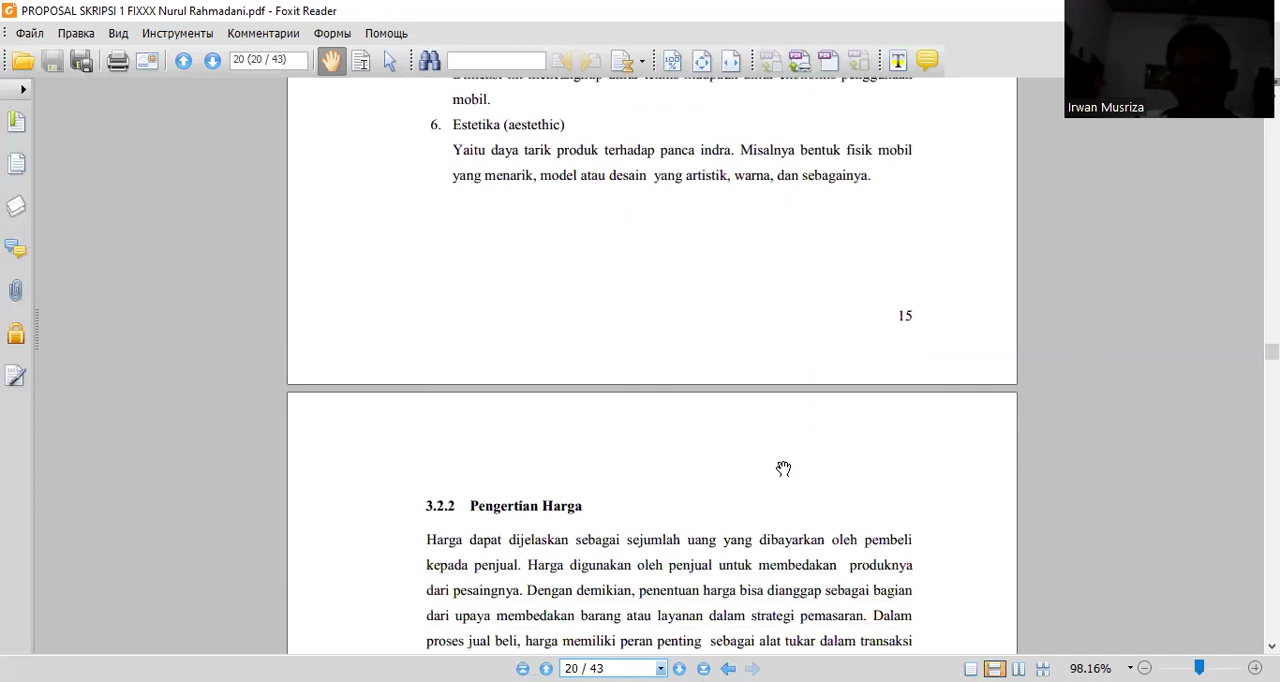 PROPOSAL SKRIPSI 1 FIXXX Nurul Rahmadani.pdf - Foxit Reader
Файл Правка Вид Инструменты Комментарии Формы Помощь
20 (20 / 43)
Irwan Musriza
mobil.
6. Estetika (aestethic)
Yaitu daya tarik produk terhadap panca indra. Misalnya bentuk fisik mobil
yang menarik, model atau desain yang artistik, warna, dan sebagainya.
15
3.2.2 Pengertian Harga
Harga dapat dijelaskan sebagai sejumlah uang yang dibayarkan oleh pembeli
kepada penjual. Harga digunakan oleh penjual untuk membedakan produknya
dari pesaingnya. Dengan demikian, penentuan harga bisa dianggap sebagai bagian
dari upaya membedakan barang atau layanan dalam strategi pemasaran. Dalam
proses jual beli, harga memiliki peran penting sebagai alat tukar dalam transaksi
20 / 43
98.16%